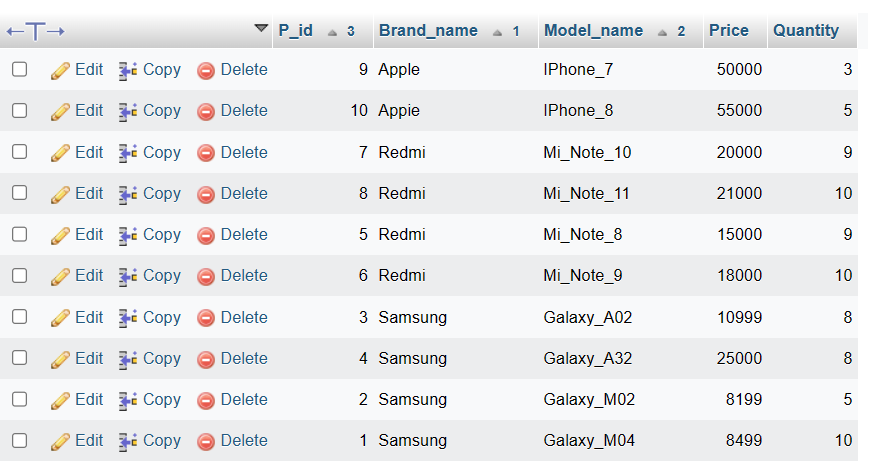 P_id 3 Brand_name 1 Model_name 2 Price Quantity
Edit Copy Delete 9 Apple IPhone_7 50000 3
Edit Copy Delete 10 Appie IPhone_8 55000 5
Edit Copy Delete 7 Redmi Mi_Note_10 20000 9
Edit Copy Delete 8 Redmi Mi_Note_11 21000 10
Edit Copy Delete 5 Redmi Mi_Note_8 15000 9
Edit Copy Delete 6 Redmi Mi_Note_9 18000 10
Edit Copy Delete 3 Samsung Galaxy_A02 10999 8
Edit Copy Delete 4 Samsung Galaxy_A32 25000 8
Edit Copy Delete 2 Samsung Galaxy_M02 8199 5
Edit Copy Delete 1 Samsung Galaxy_M04 8499 10